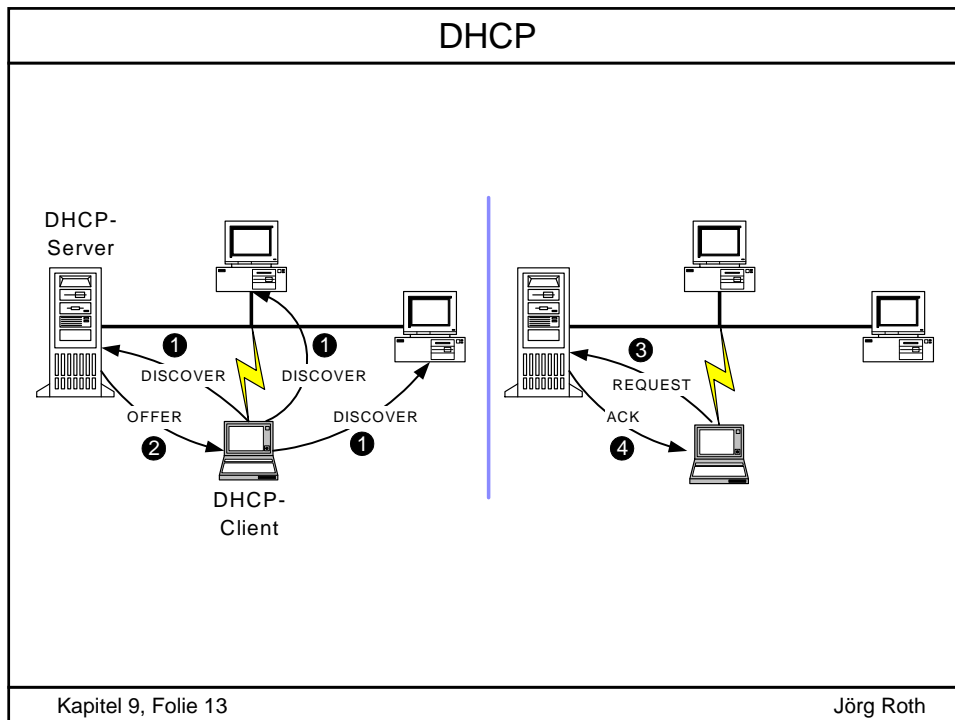 DHCP
DHCP-
Server
1
1
DISCOVER
DISCOVER
OFFER
2
DISCOVER
1
DHCP-
Client
3
REQUEST
ACK
4
Kapitel 9, Folie 13
Jörg Roth